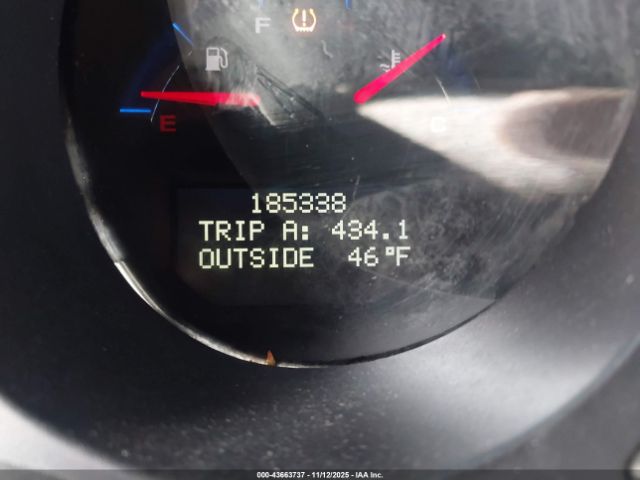 F
E
C
185338
TRIP A: 434.1
OUTSIDE 46°F
000-43663737 - 11/12/2025 - IAA Inc.